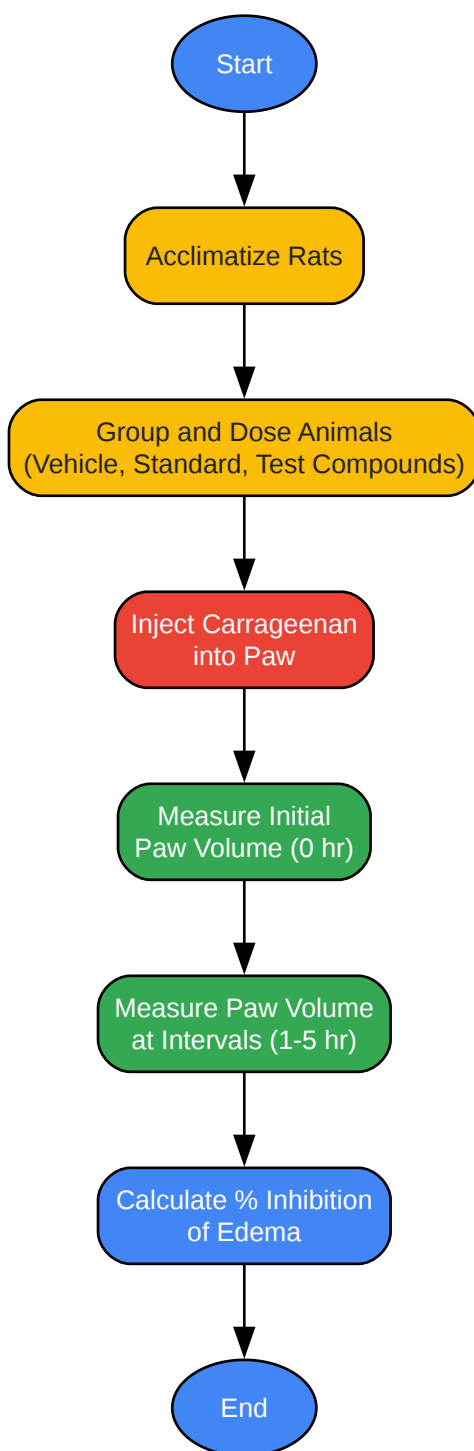 Start
Acclimatize Rats
Group and Dose Animals
(Vehicle, Standard, Test Compounds)
Inject Carrageenan
into Paw
Measure Initial
Paw Volume (0 hr)
Measure Paw Volume
at Intervals (1-5 hr)
Calculate % Inhibition
of Edema
End